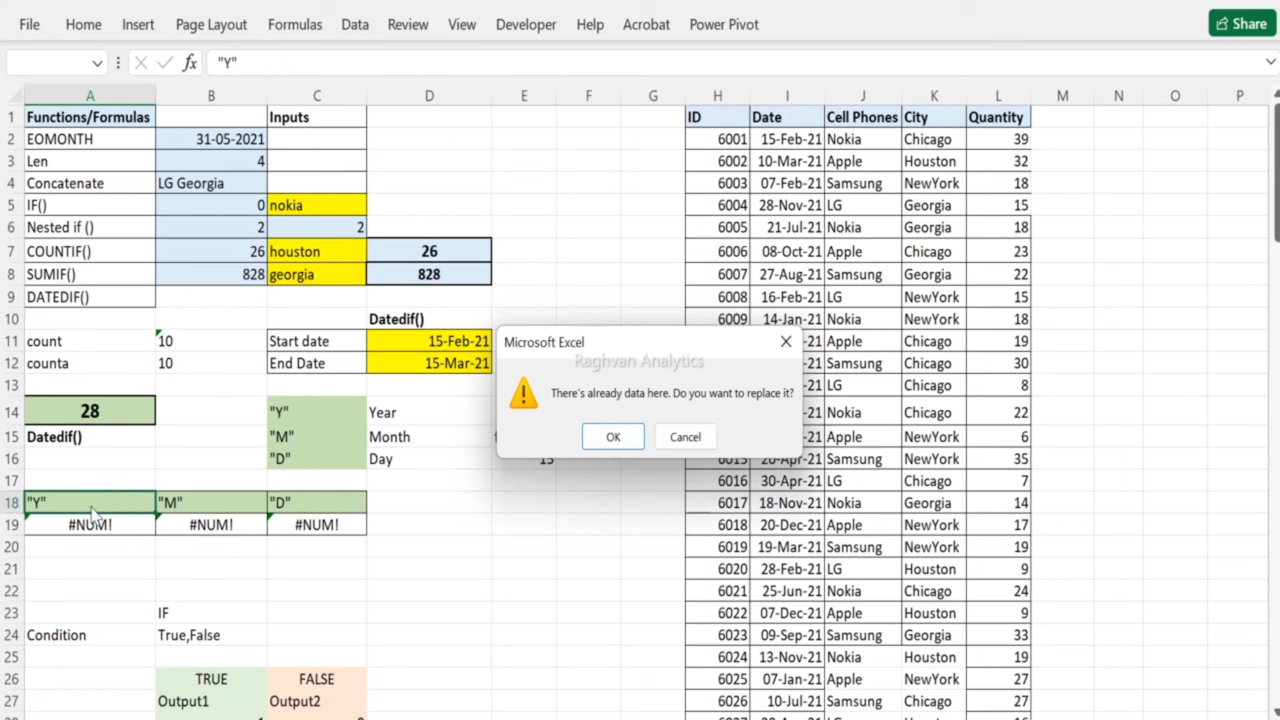 File Home Insert Page Layout Formulas Data Review View Developer Help Acrobat Power Pivot Share
fx "Y"
A B C D E F G H I J K L M N O P
1 Functions/Formulas Inputs ID Date Cell Phones City Quantity
2 EOMONTH 31-05-2021 6001 15-Feb-21 Nokia Chicago 39
3 Len 4 6002 10-Mar-21 Apple Houston 32
4 Concatenate LG Georgia 6003 07-Feb-21 Samsung NewYork 18
5 IF() 0 nokia 6004 28-Nov-21 LG Georgia 15
6 Nested if () 2 2 6005 21-Jul-21 Nokia Georgia 18
7 COUNTIF() 26 houston 26 6006 08-Oct-21 Apple Chicago 23
8 SUMIF() 828 georgia 828 6007 27-Aug-21 Samsung Georgia 22
9 DATEDIF() 6008 16-Feb-21 LG NewYork 15
10 Datedif() 6009 14-Jan-21 Nokia NewYork 18
11 count 10 Start date 15-Feb-21 Apple Chicago 19
12 counta 10 End Date 15-Mar-21 Samsung Chicago 30
13 LG Chicago 8
14 28 "Y" Year Nokia Chicago 22
15 Datedif() "M" Month Apple NewYork 6
16 "D" Day 15 6015 20-Apr-21 Samsung NewYork 35
17 6016 30-Apr-21 LG Chicago 7
18 "Y" "M" "D" 6017 18-Nov-21 Nokia Georgia 14
19 #NUM! #NUM! #NUM! 6018 20-Dec-21 Apple NewYork 17
20 6019 19-Mar-21 Samsung NewYork 19
21 6020 28-Feb-21 LG Houston 9
22 6021 25-Jun-21 Nokia Chicago 24
23 IF 6022 07-Dec-21 Apple Houston 9
24 Condition True,False 6023 09-Sep-21 Samsung Georgia 33
25 6024 13-Nov-21 Nokia Houston 19
26 TRUE FALSE 6025 07-Jan-21 Apple NewYork 27
27 Output1 Output2 6026 10-Jul-21 Samsung Chicago 27
Microsoft Excel
Raghvan Analytics
There's already data here. Do you want to replace it?
OK Cancel